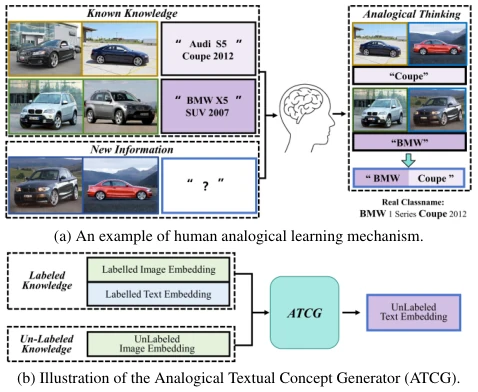 Known Knowledge
“ Audi S5 ”
Coupe 2012
“ BMW X5 ”
SUV 2007
New Information
“ ? ”
Analogical Thinking
“Coupe”
“BMW”
“ BMW Coupe ”
Real Classname:
BMW 1 Series Coupe 2012
(a) An example of human analogical learning mechanism.
Labeled
Knowledge
Labelled Image Embedding
Labelled Text Embedding
Un-Labeled
Knowledge
UnLabeled
Image Embedding
ATCG
UnLabeled
Text Embedding
(b) Illustration of the Analogical Textual Concept Generator (ATCG).